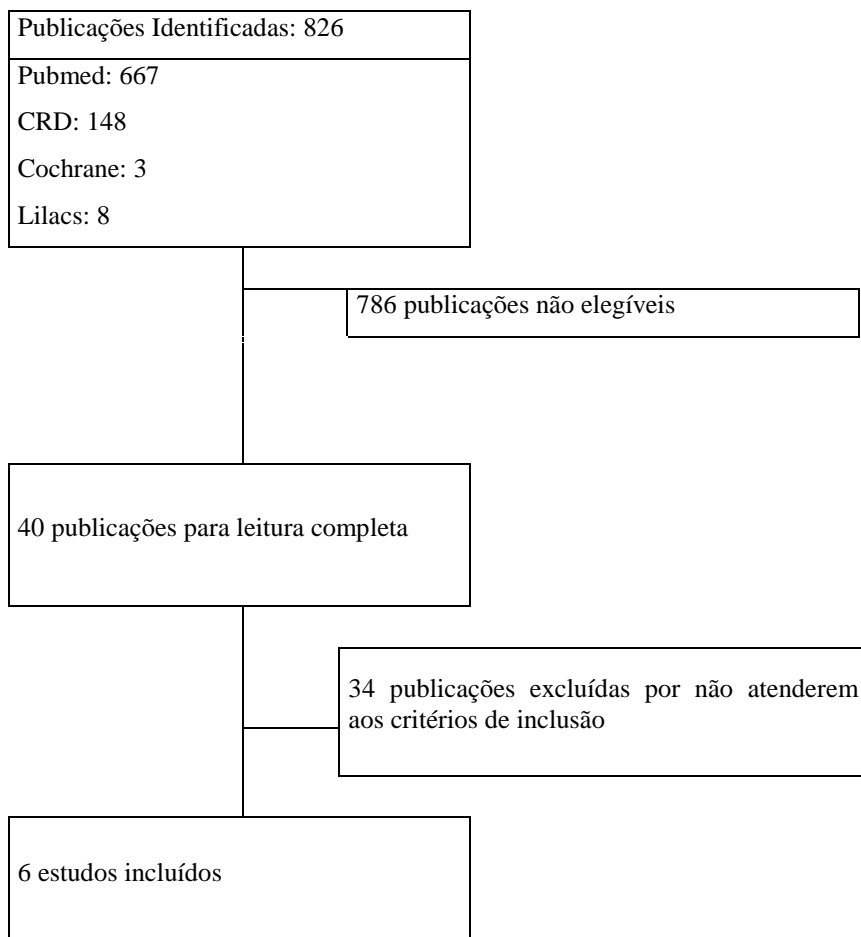 Publicações Identificadas: 826
Pubmed: 667
CRD: 148
Cochrane: 3
Lilacs: 8
786 publicações não elegíveis
40 publicações para leitura completa
34 publicações excluídas por não atenderem
aos critérios de inclusão
6 estudos incluídos